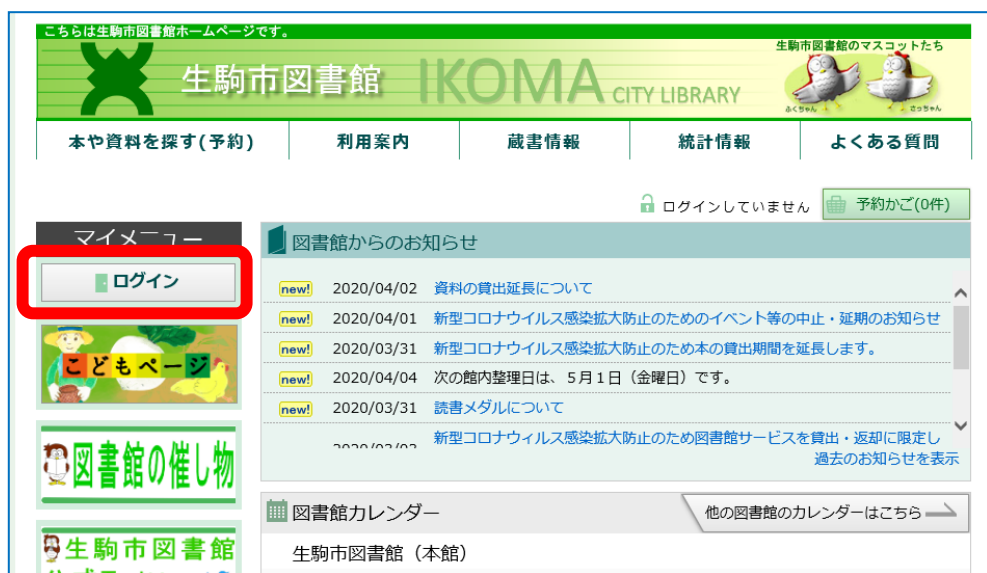 こちらは生駒市図書館ホームページです。
生駒市図書館 IKOMA CITY LIBRARY
生駒市図書館のマスコットたち
ふくちゃん さっちゃん
本や資料を探す(予約) 利用案内 蔵書情報 統計情報 よくある質問
ログインしていません 予約かご(0件)
マイメニュー
ログイン
こどもページ
図書館の催し物
生駒市図書館
図書館からのお知らせ
new! 2020/04/02 資料の貸出延長について
new! 2020/04/01 新型コロナウイルス感染拡大防止のためのイベント等の中止・延期のお知らせ
new! 2020/03/31 新型コロナウイルス感染拡大防止のため本の貸出期間を延長します。
new! 2020/04/04 次の館内整理日は、５月１日（金曜日）です。
new! 2020/03/31 読書メダルについて
新型コロナウィルス感染拡大防止のため図書館サービスを貸出・返却に限定し
過去のお知らせを表示
図書館カレンダー 他の図書館のカレンダーはこちら
生駒市図書館（本館）